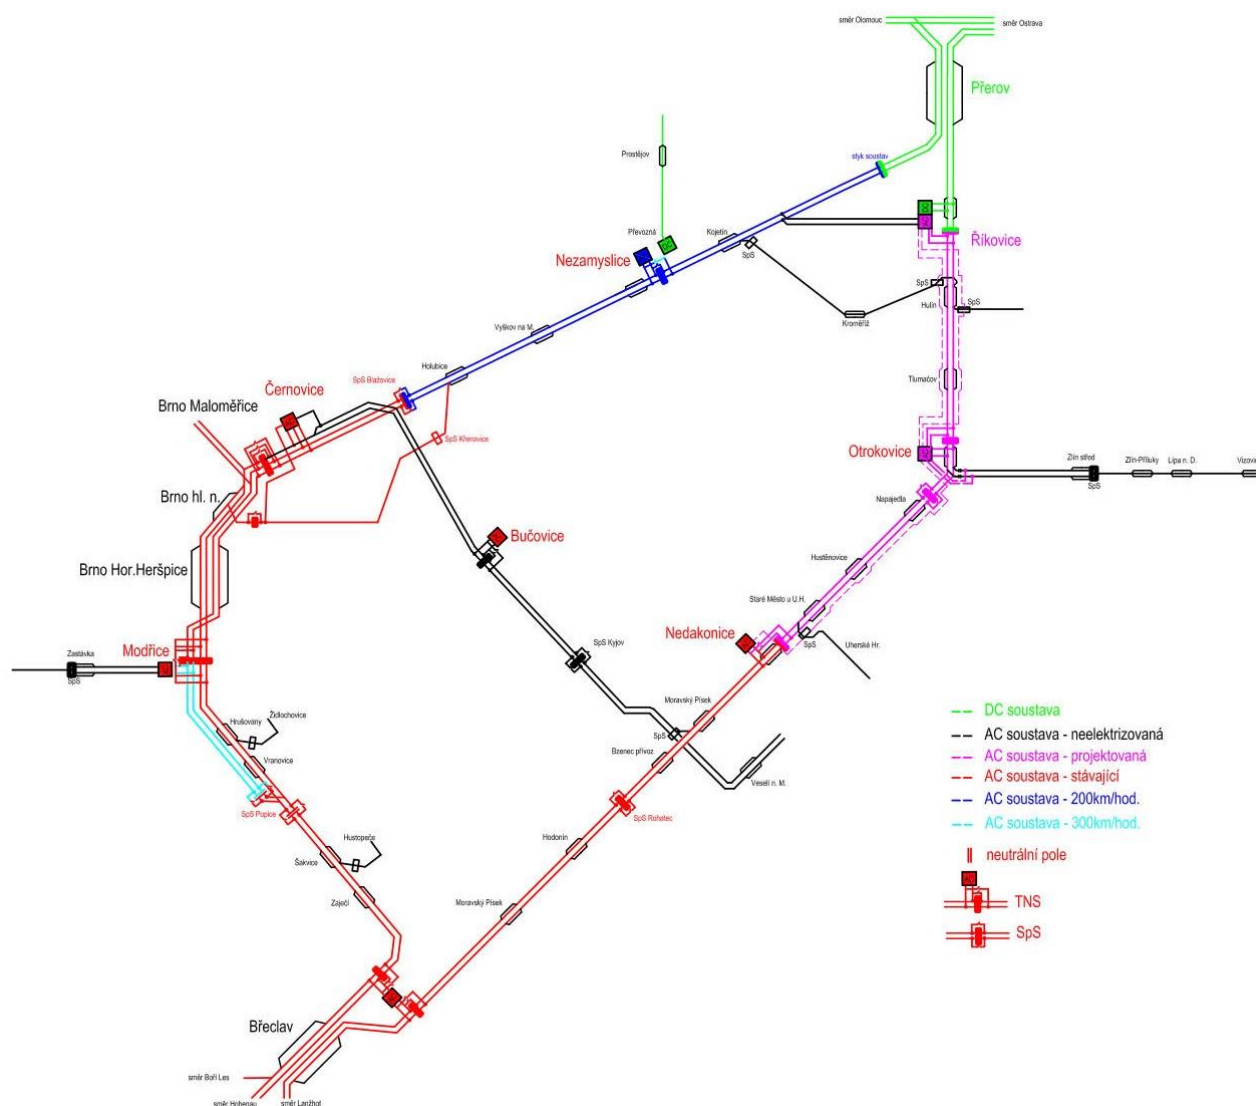 směr Olomouc
směr Ostrava
Přerov
styk soustav
Prostějov
Převozná
Kojetín
SpS
Nezamyslice
Říkovice
SpS
Hulín
SpS
Kroměříž
Vyškov na M.
Holubice
Tlumačov
SpS Blažovice
Černovice
Brno Maloměřice
SpS Křenovice
Otrokovice
Zlín střed
SpS
Zlín-Příluky
Lípa n. D.
Vizovi
Brno hl. n.
Napajedla
Bučovice
Brno Hor.Heršpice
Huštěnovice
Staré Město u U.H.
Nedakonice
SpS
Uherské Hr.
SpS Kyjov
Modřice
Zastávka
SpS
Moravský Písek
SpS
Bzenec přívoz
Veselí n. M.
Hrušovany
Židlochovice
Vranovice
SpS Popice
SpS Rohatec
Hustopeče
Šakvice
Hodonín
Zaječí
Moravský Písek
Břeclav
směr Boří Les
směr Hohenau
směr Lanžhot
DC soustava
AC soustava - neelektrizovaná
AC soustava - projektovaná
AC soustava - stávající
AC soustava - 200km/hod.
AC soustava - 300km/hod.
neutrální pole
TNS
SpS